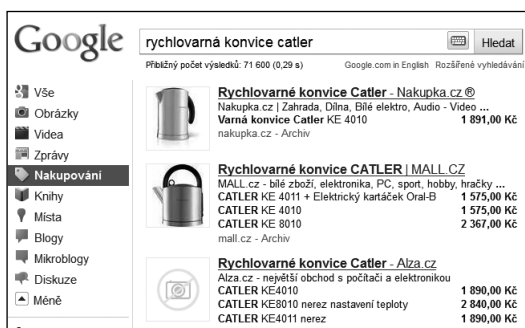 Google
rychlovarná konvice catler
Hledat
Přibližný počet výsledků: 71 600 (0,29 s)
Google.com in English Rozšířené vyhledávání
Vše
Obrázky
Videa
Zprávy
Nakupování
Knihy
Místa
Blogy
Mikroblogy
Diskuze
Méně
Rychlovarné konvice Catler - Nakupka.cz ®
Nakupka.cz | Zahrada, Dílna, Bílé elektro, Audio - Video ...
Varná konvice Catler KE 4010 1 891,00 Kč
nakupka.cz - Archiv
Rychlovarné konvice CATLER | MALL.CZ
MALL.cz - bílé zboží, elektronika, PC, sport, hobby, hračky ...
CATLER KE 4011 + Elektrický kartáček Oral-B 1 575,00 Kč
CATLER KE 4010 1 575,00 Kč
CATLER KE 8010 2 367,00 Kč
mall.cz - Archiv
Rychlovarné konvice Catler - Alza.cz
Alza.cz - největší obchod s počítači a elektronikou
CATLER KE4010 1 890,00 Kč
CATLER KE8010 nerez nastavení teploty 2 840,00 Kč
CATLER KE4011 nerez 1 890,00 Kč